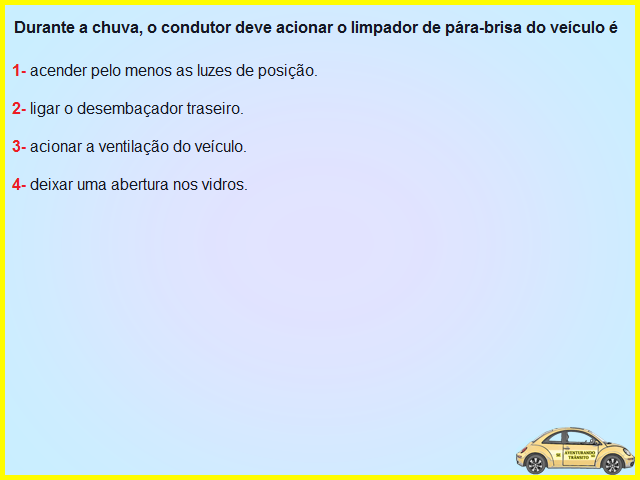 Durante a chuva, o condutor deve acionar o limpador de pára-brisa do veículo é
1- acender pelo menos as luzes de posição.
2- ligar o desembaçador traseiro.
3- acionar a ventilação do veículo.
4- deixar uma abertura nos vidros.
AVENTURANDO
TRÂNSITO